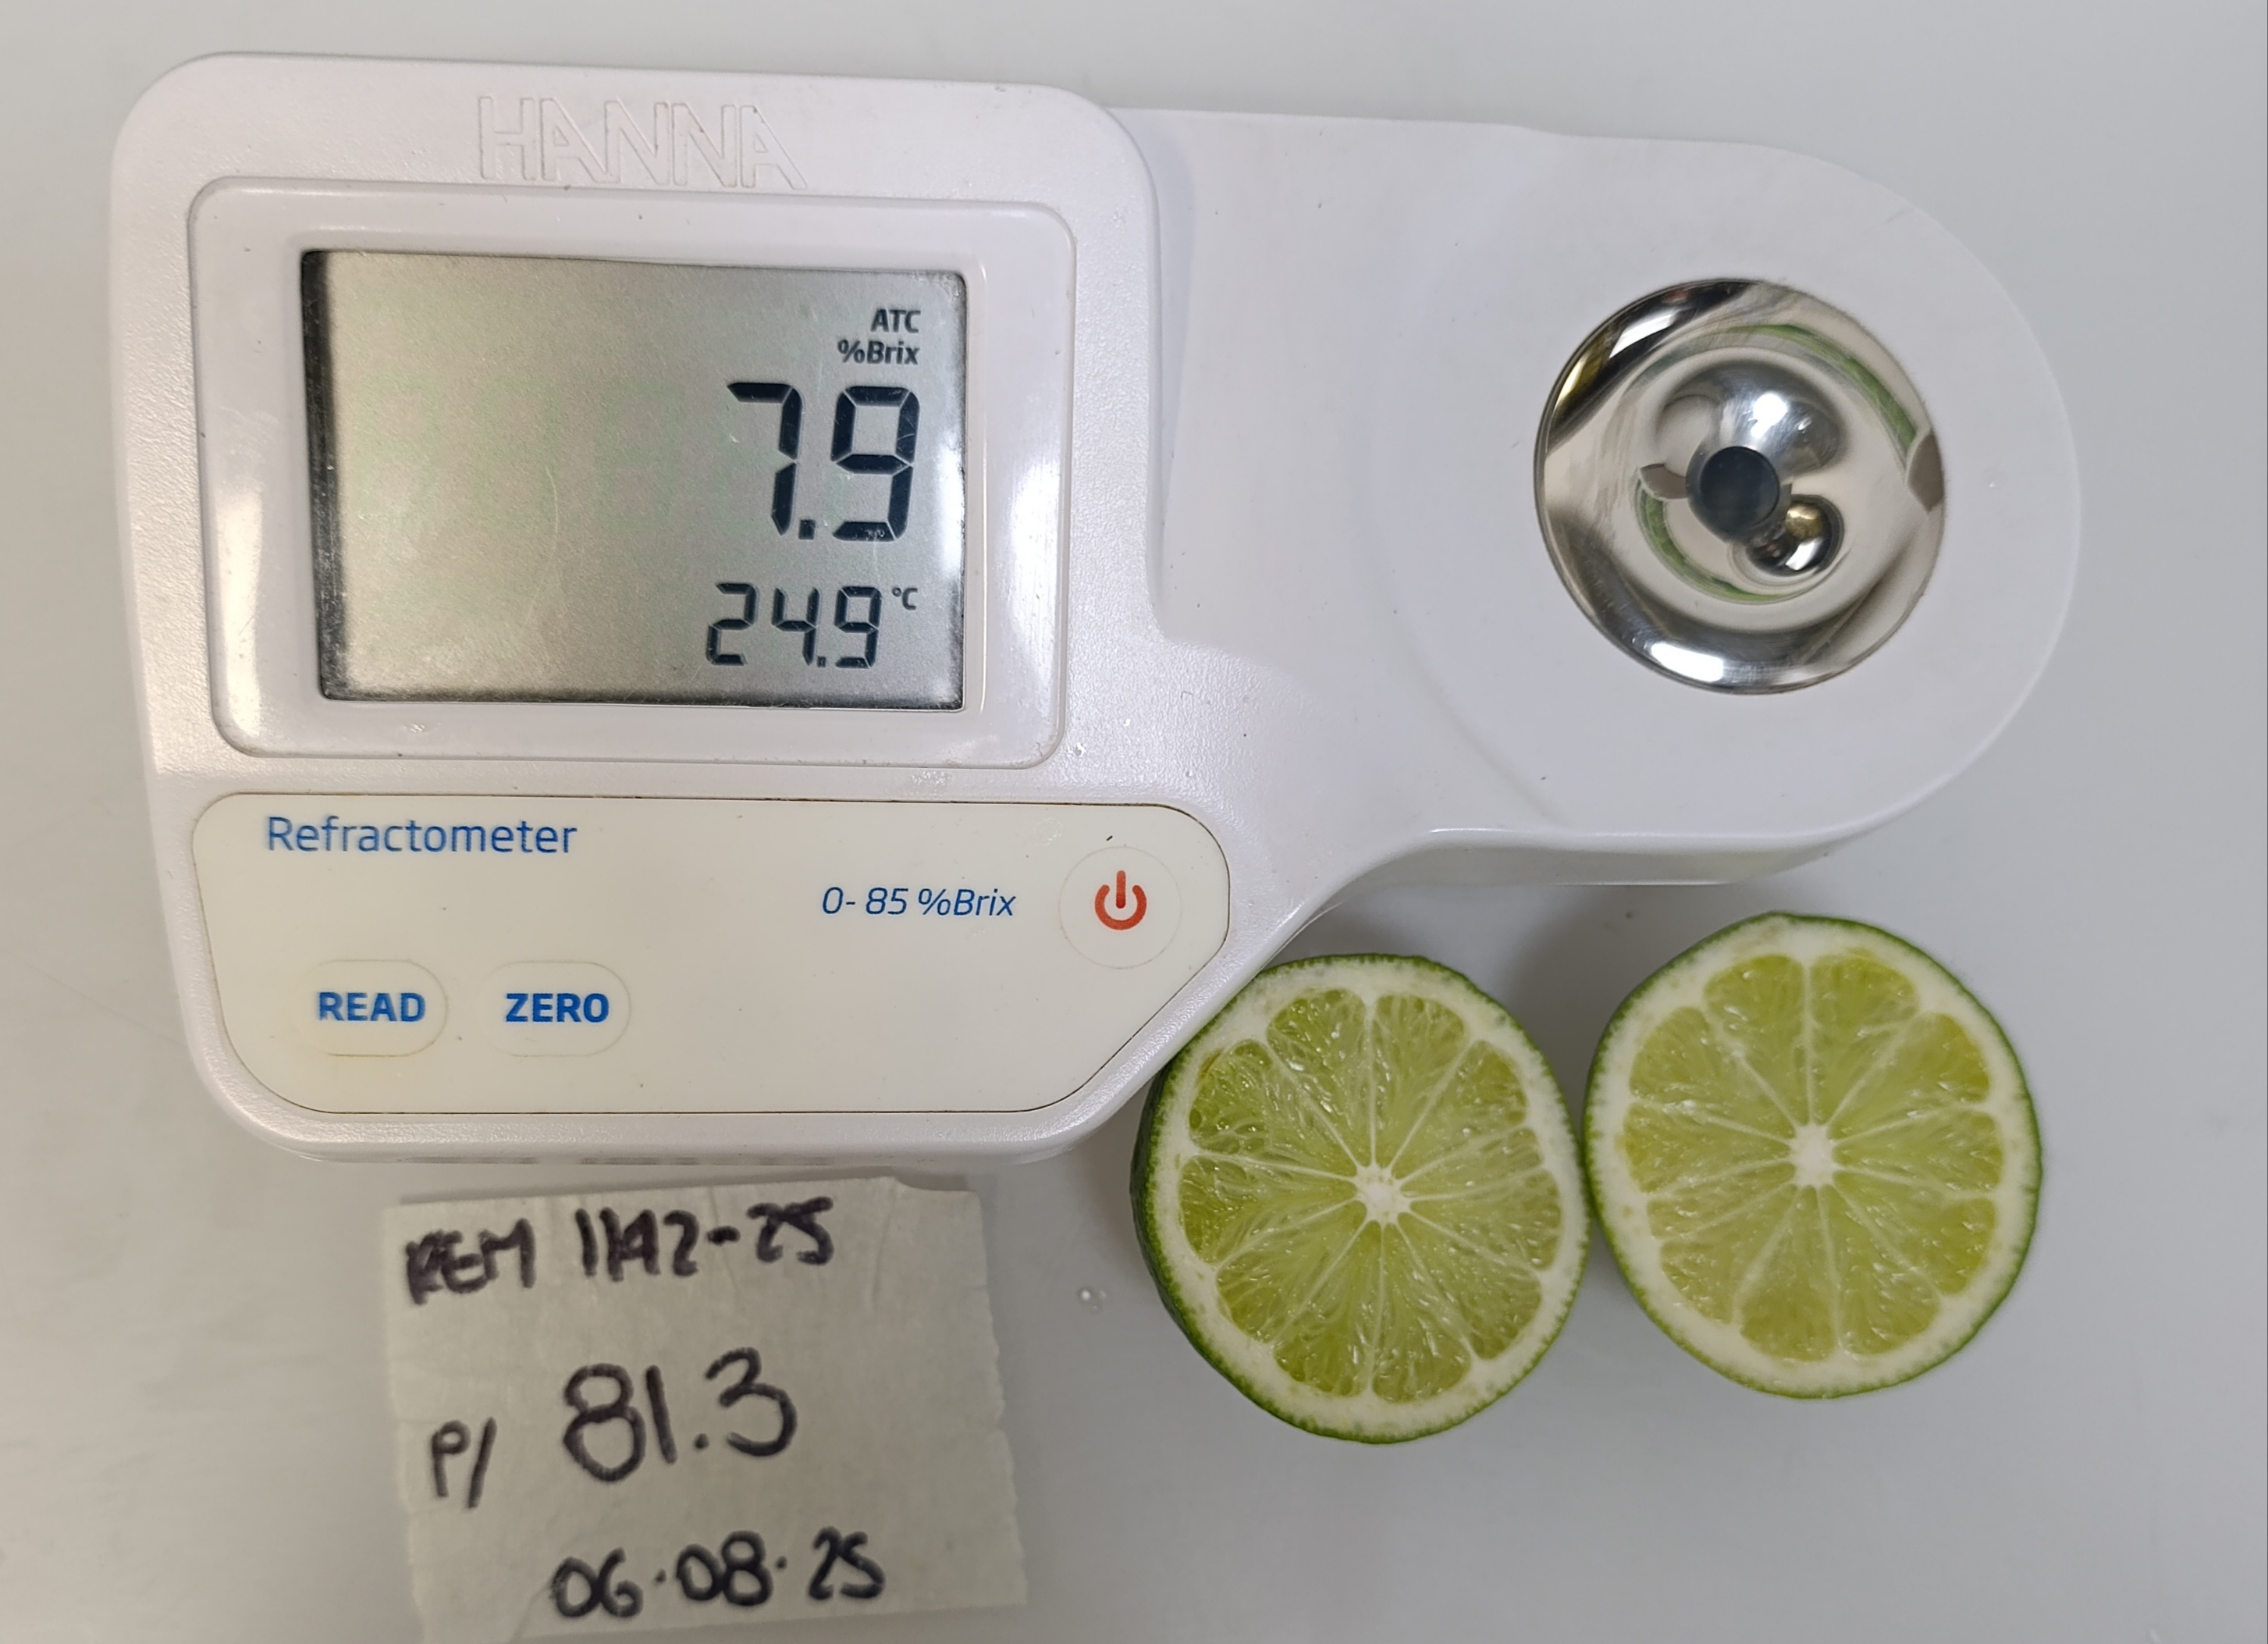 HANNA
ATC
%Brix
7.9
24.9 °C
Refractometer
0-85 %Brix
READ ZERO
REM 1142-25
P/ 81.3
06.08.25